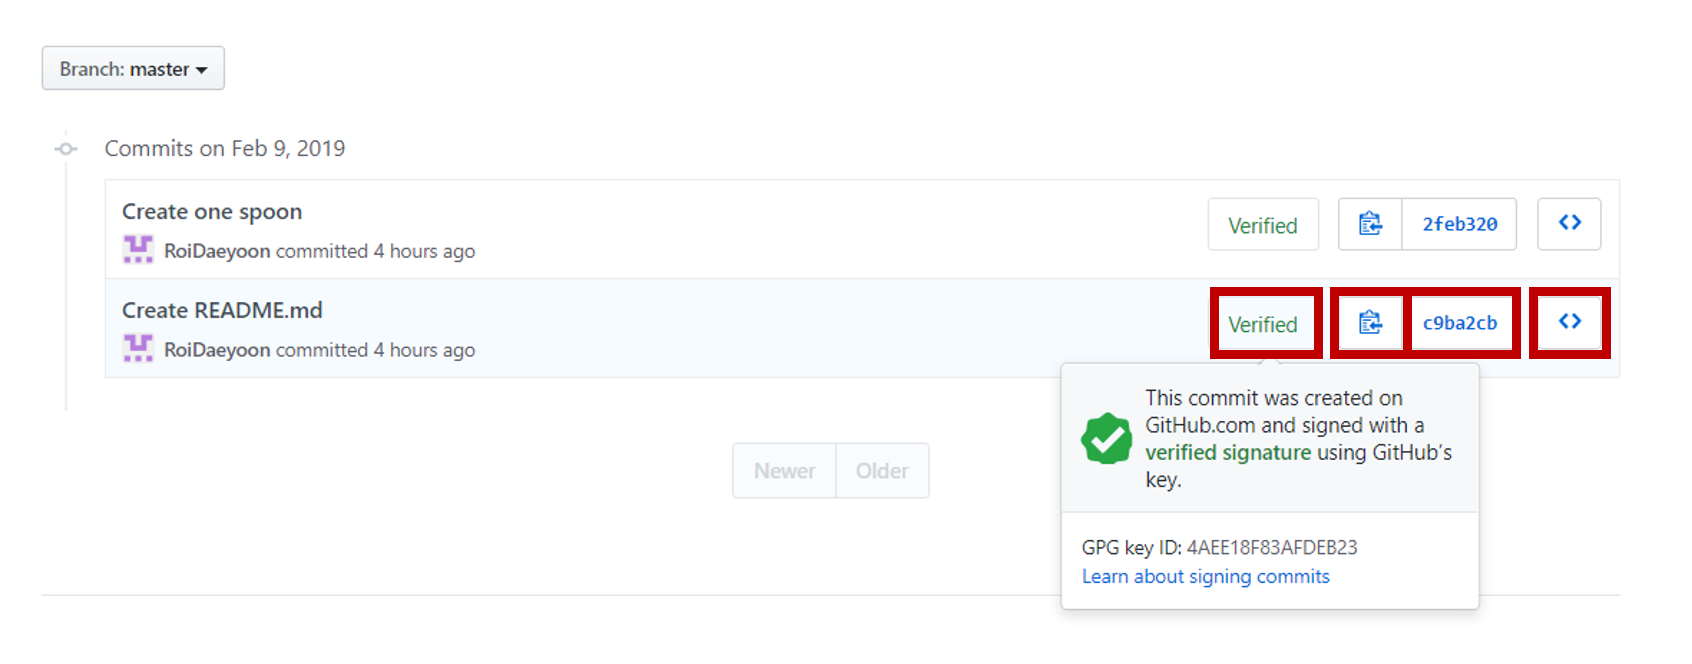 Branch: master
Commits on Feb 9, 2019
Create one spoon
RoiDaeyoon committed 4 hours ago
Verified
2feb320
Create README.md
RoiDaeyoon committed 4 hours ago
Verified
c9ba2cb
This commit was created on
GitHub.com and signed with a
verified signature using GitHub’s
key.
GPG key ID: 4AEE18F83AFDEB23
Learn about signing commits
Newer
Older